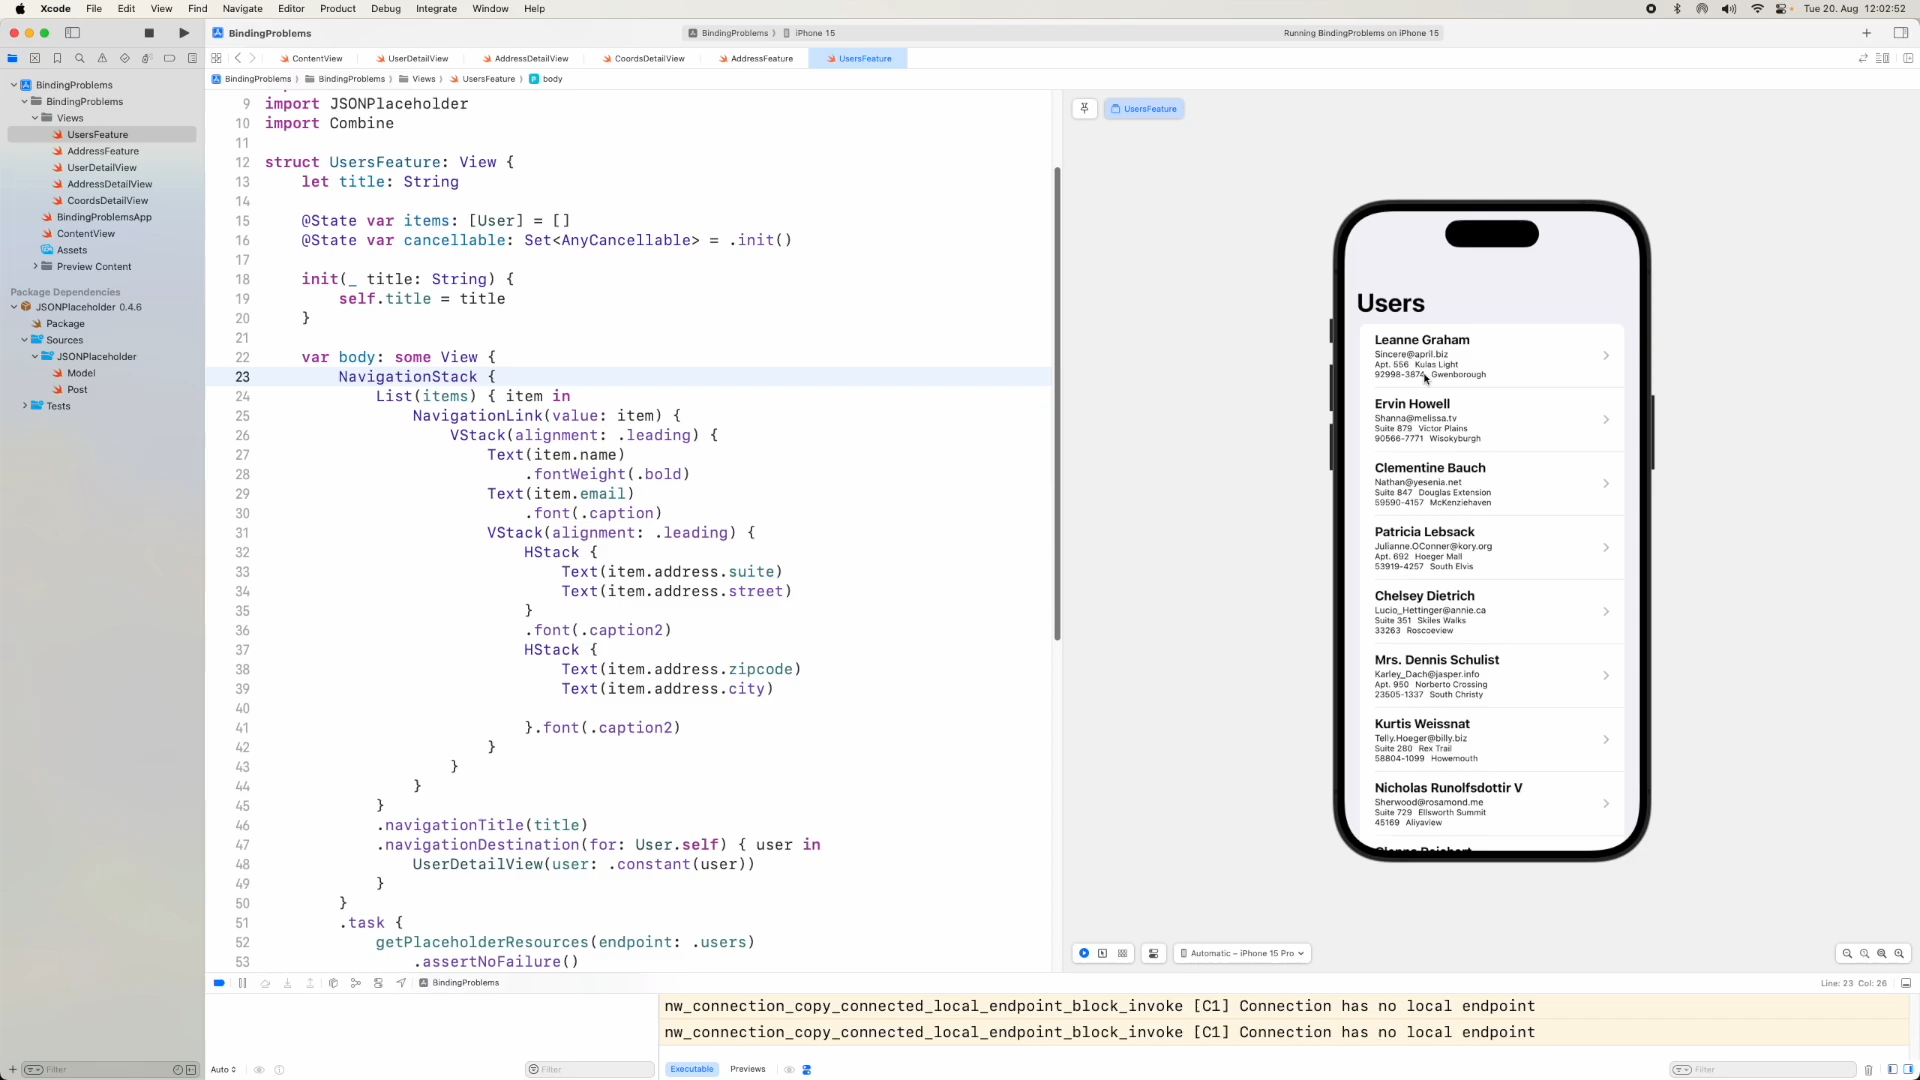 Xcode File Edit View Find Navigate Editor Product Debug Integrate Window Help Tue 20. Aug 12:02:52
BindingProblems BindingProblems iPhone 15 Running BindingProblems on iPhone 15
ContentView UserDetailView AddressDetailView CoordsDetailView AddressFeature UsersFeature
BindingProblems BindingProblems Views UsersFeature body
BindingProblems
BindingProblems
Views
UsersFeature
AddressFeature
UserDetailView
AddressDetailView
CoordsDetailView
BindingProblemsApp
ContentView
Assets
Preview Content
Package Dependencies
JSONPlaceholder 0.4.6
Package
Sources
JSONPlaceholder
Model
Post
Tests
Filter
9 import JSONPlaceholder
10 import Combine
11
12 struct UsersFeature: View {
13 let title: String
14
15 @State var items: [User] = []
16 @State var cancellable: Set<AnyCancellable> = .init()
17
18 init(_ title: String) {
19 self.title = title
20 }
21
22 var body: some View {
23 NavigationStack {
24 List(items) { item in
25 NavigationLink(value: item) {
26 VStack(alignment: .leading) {
27 Text(item.name)
28 .fontWeight(.bold)
29 Text(item.email)
30 .font(.caption)
31 VStack(alignment: .leading) {
32 HStack {
33 Text(item.address.suite)
34 Text(item.address.street)
35 }
36 .font(.caption2)
37 HStack {
38 Text(item.address.zipcode)
39 Text(item.address.city)
40
41 }.font(.caption2)
42 }
43 }
44 }
45 }
46 .navigationTitle(title)
47 .navigationDestination(for: User.self) { user in
48 UserDetailView(user: .constant(user))
49 }
50 }
51 .task {
52 getPlaceholderResources(endpoint: .users)
53 .assertNoFailure()
UsersFeature
Users
Leanne Graham
Sincere@april.biz
Apt. 556 Kulas Light
92998-3874 Gwenborough
Ervin Howell
Shanna@melissa.tv
Suite 879 Victor Plains
90566-7771 Wisokyburgh
Clementine Bauch
Nathan@yesenia.net
Suite 847 Douglas Extension
59590-4157 McKenziehaven
Patricia Lebsack
Julianne.OConner@kory.org
Apt. 692 Hoeger Mall
53919-4257 South Elvis
Chelsey Dietrich
Lucio_Hettinger@annie.ca
Suite 351 Skiles Walks
33263 Roscoeview
Mrs. Dennis Schulist
Karley_Dach@jasper.info
Apt. 950 Norberto Crossing
23505-1337 South Christy
Kurtis Weissnat
Telly.Hoeger@billy.biz
Suite 280 Rex Trail
58804-1099 Howemouth
Nicholas Runolfsdottir V
Sherwood@rosamond.me
Suite 729 Ellsworth Summit
45169 Aliyaview
Automatic – iPhone 15 Pro
BindingProblems Line: 23 Col: 26
nw_connection_copy_connected_local_endpoint_block_invoke [C1] Connection has no local endpoint
nw_connection_copy_connected_local_endpoint_block_invoke [C1] Connection has no local endpoint
Auto Filter Executable Previews Filter